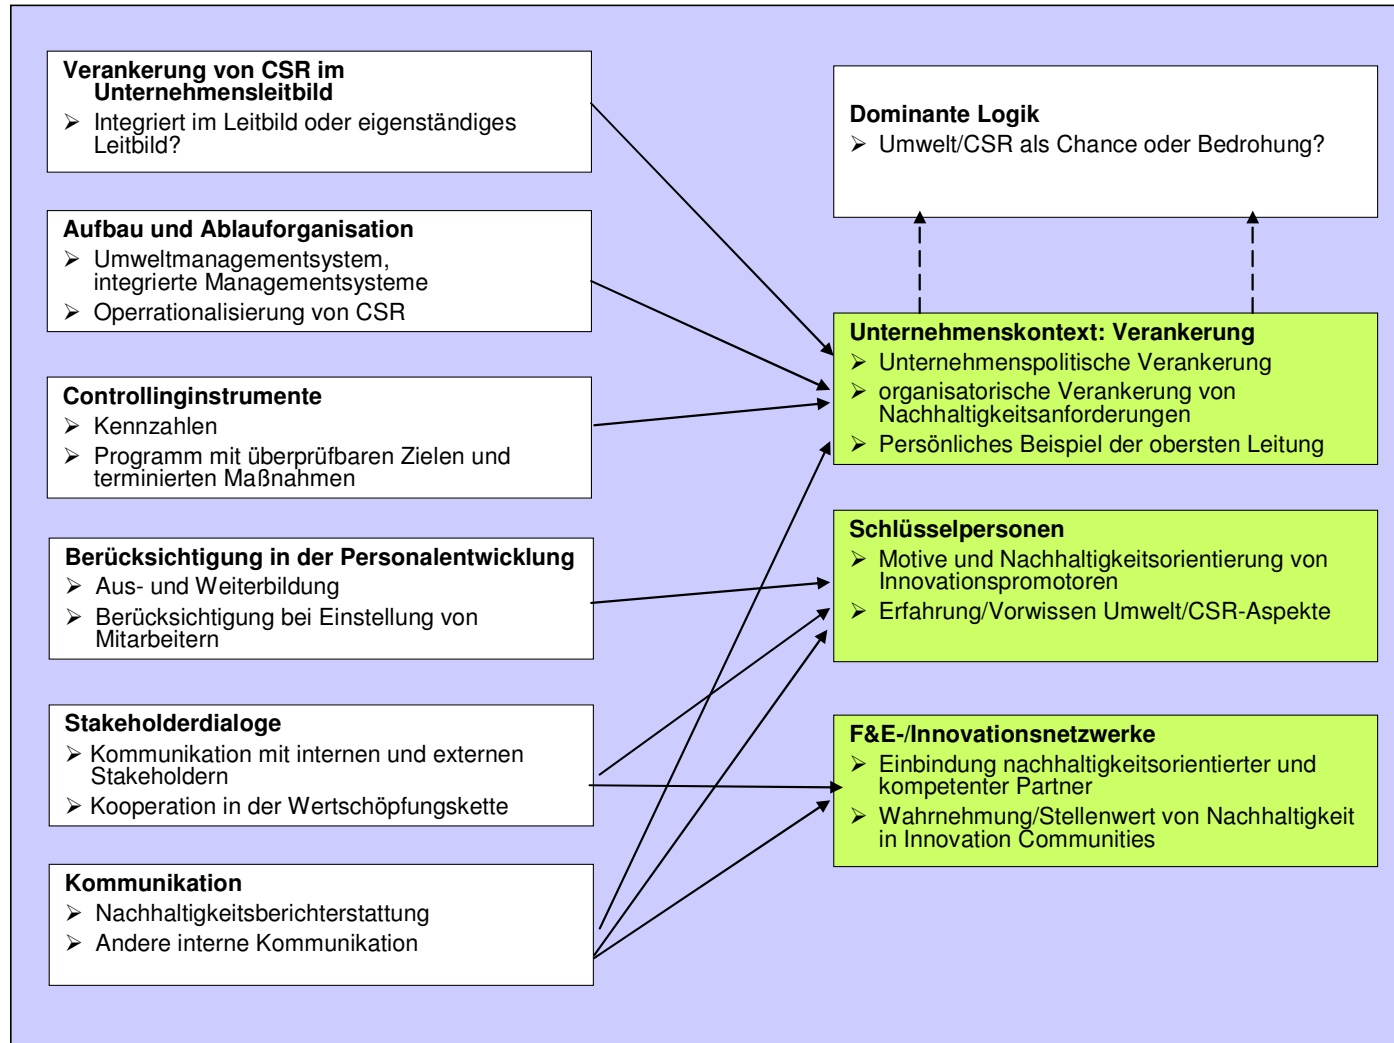 Verankerung von CSR im
Unternehmensleitbild
➢ Integriert im Leitbild oder eigenständiges
Leitbild?
Aufbau und Ablauforganisation
➢ Umweltmanagementsystem,
integrierte Managementsysteme
➢ Operrationalisierung von CSR
Controllinginstrumente
➢ Kennzahlen
➢ Programm mit überprüfbaren Zielen und
terminierten Maßnahmen
Berücksichtigung in der Personalentwicklung
➢ Aus- und Weiterbildung
➢ Berücksichtigung bei Einstellung von
Mitarbeitern
Stakeholderdialoge
➢ Kommunikation mit internen und externen
Stakeholdern
➢ Kooperation in der Wertschöpfungskette
Kommunikation
➢ Nachhaltigkeitsberichterstattung
➢ Andere interne Kommunikation
Dominante Logik
➢ Umwelt/CSR als Chance oder Bedrohung?
Unternehmenskontext: Verankerung
➢ Unternehmenspolitische Verankerung
➢ organisatorische Verankerung von
Nachhaltigkeitsanforderungen
➢ Persönliches Beispiel der obersten Leitung
Schlüsselpersonen
➢ Motive und Nachhaltigkeitsorientierung von
Innovationspromotoren
➢ Erfahrung/Vorwissen Umwelt/CSR-Aspekte
F&E-/Innovationsnetzwerke
➢ Einbindung nachhaltigkeitsorientierter und
kompetenter Partner
➢ Wahrnehmung/Stellenwert von Nachhaltigkeit
in Innovation Communities